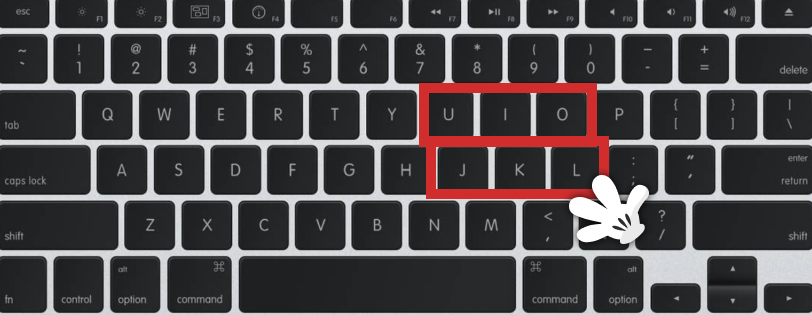 esc F1 F2 F3 F4 F5 F6 F7 F8 F9 F10 F11 F12
~ ! @ # $ % ^ & * ( ) — +
` 1 2 3 4 5 6 7 8 9 0 - = delete
tab Q W E R T Y U I O P { [ } ] | \
caps lock A S D F G H J K L : ; " ' enter return
shift Z X C V B N M < , ? / shift
fn control alt option ⌘ command ⌘ command alt option